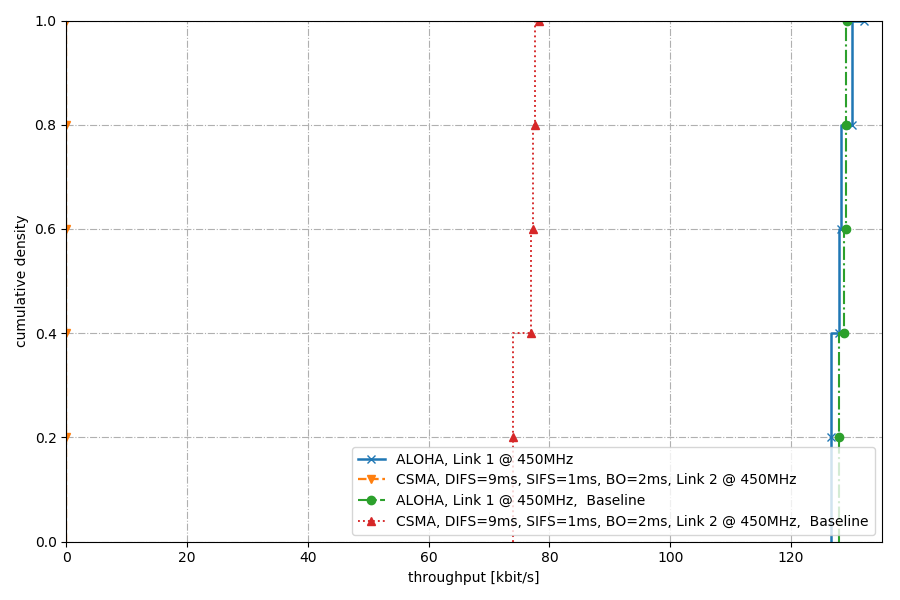 1.0
0.8
0.6
0.4
0.2
0.0
cumulative density
0 20 40 60 80 100 120
throughput [kbit/s]
ALOHA, Link 1 @ 450MHz
CSMA, DIFS=9ms, SIFS=1ms, BO=2ms, Link 2 @ 450MHz
ALOHA, Link 1 @ 450MHz,  Baseline
CSMA, DIFS=9ms, SIFS=1ms, BO=2ms, Link 2 @ 450MHz,  Baseline